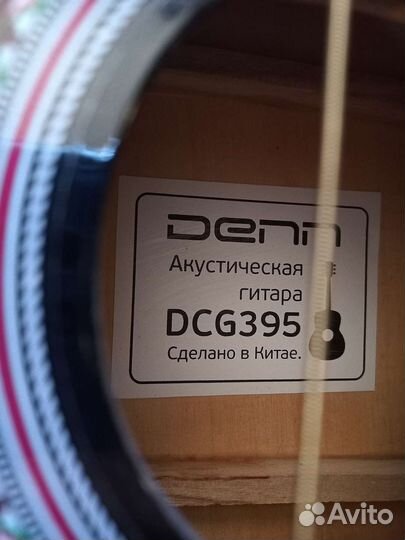 Denn
Акустическая
гитара
DCG395
Сделано в Китае.
Avito